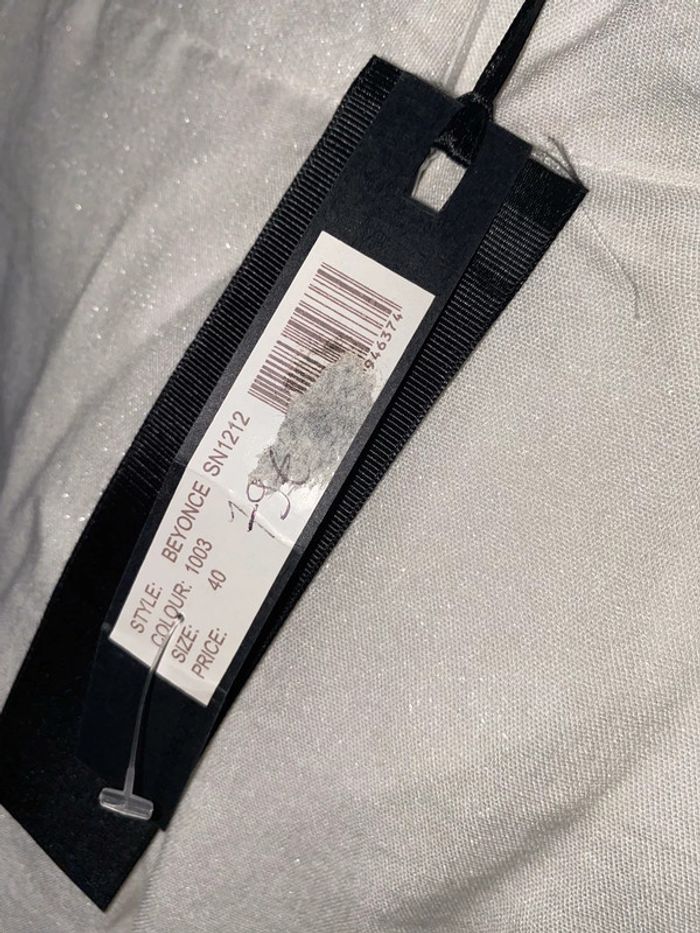 946374
STYLE: BEYONCE SN1212
COLOUR: 1003
SIZE: 40
PRICE: